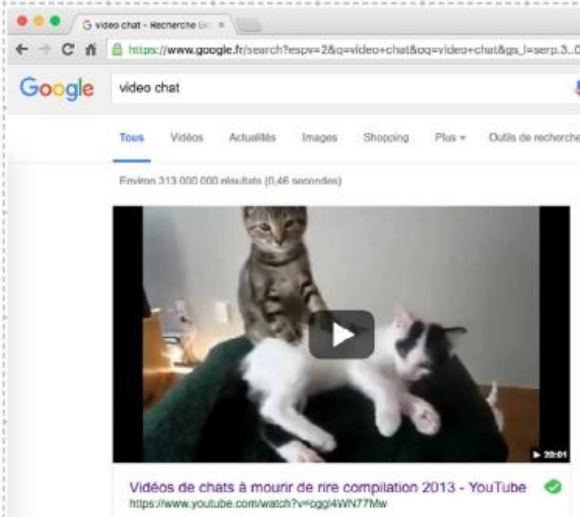 G video chat - Recherche Go
https://www.google.fr/search?espv=2&q=video+chat&oq=video+chat&gs_l=serp.3..0
Google
video chat
Tous Vidéos Actualités Images Shopping Plus Outils de recherche
Environ 313 000 000 résultats (0,46 secondes)
20:01
Vidéos de chats à mourir de rire compilation 2013 - YouTube
https://www.youtube.com/watch?v=cggl4WN77Mw